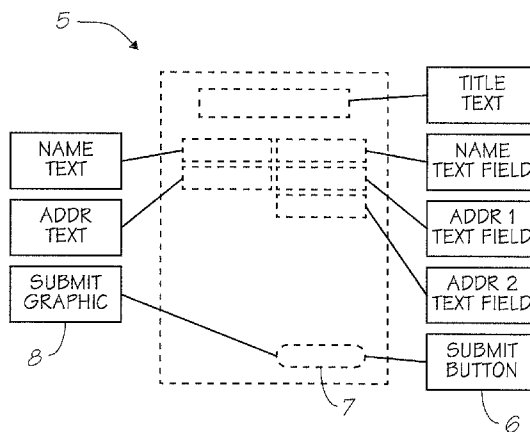 5
TITLE
TEXT
NAME
TEXT
NAME
TEXT FIELD
ADDR
TEXT
ADDR 1
TEXT FIELD
SUBMIT
GRAPHIC
ADDR 2
TEXT FIELD
8
SUBMIT
BUTTON
7
6